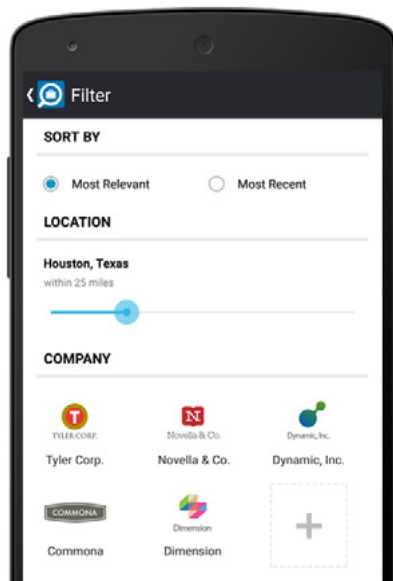 Filter
SORT BY
Most Relevant Most Recent
LOCATION
Houston, Texas
within 25 miles
COMPANY
T N
TYLER CORP. Novella & Co. Dynamic, Inc.
Tyler Corp. Novella & Co. Dynamic, Inc.
COMMONA
Dimension
Commona Dimension